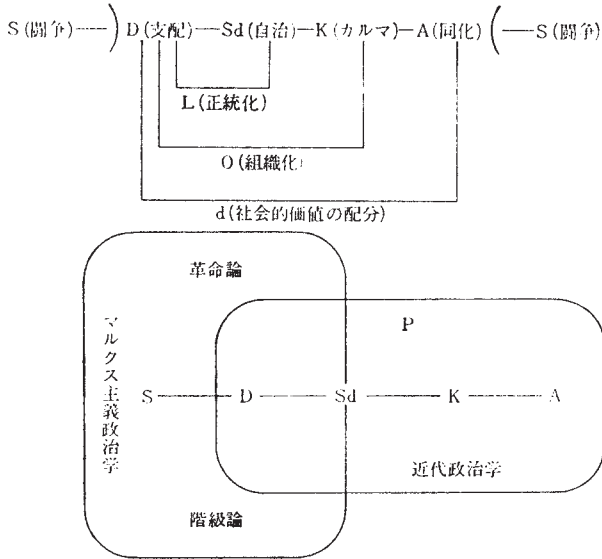 S(闘争)――)D(支配)―Sd(自治)―K(カルマ)―A(同化)(―S(闘争)
L(正統化)
O(組織化)
d(社会的価値の配分)
革命論
P
マルクス主義政治学
S―D―Sd―K―A
近代政治学
階級論